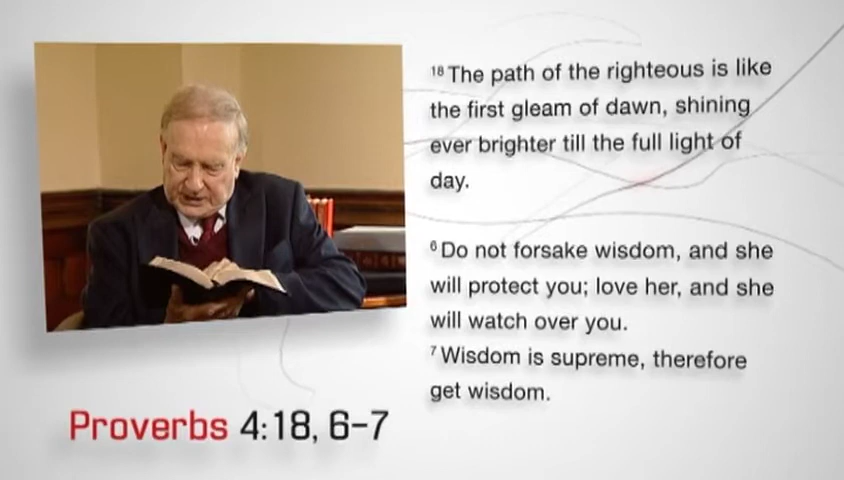 18 The path of the righteous is like
the first gleam of dawn, shining
ever brighter till the full light of
day.
6 Do not forsake wisdom, and she
will protect you; love her, and she
will watch over you.
7 Wisdom is supreme, therefore
get wisdom.
Proverbs 4:18, 6–7